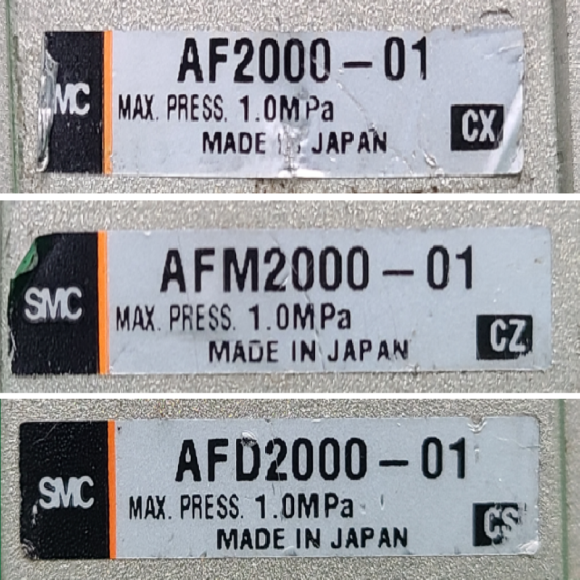 AF2000-01
MC
MAX. PRESS. 1.0MPa
MADE JAPAN
CX
AFM2000-01
SMC
MAX. PRESS. 1.0MPa
MADE IN JAPAN
CZ
AFD2000-01
SMC
MAX. PRESS. 1.0MPa
MADE IN JAPAN
CS